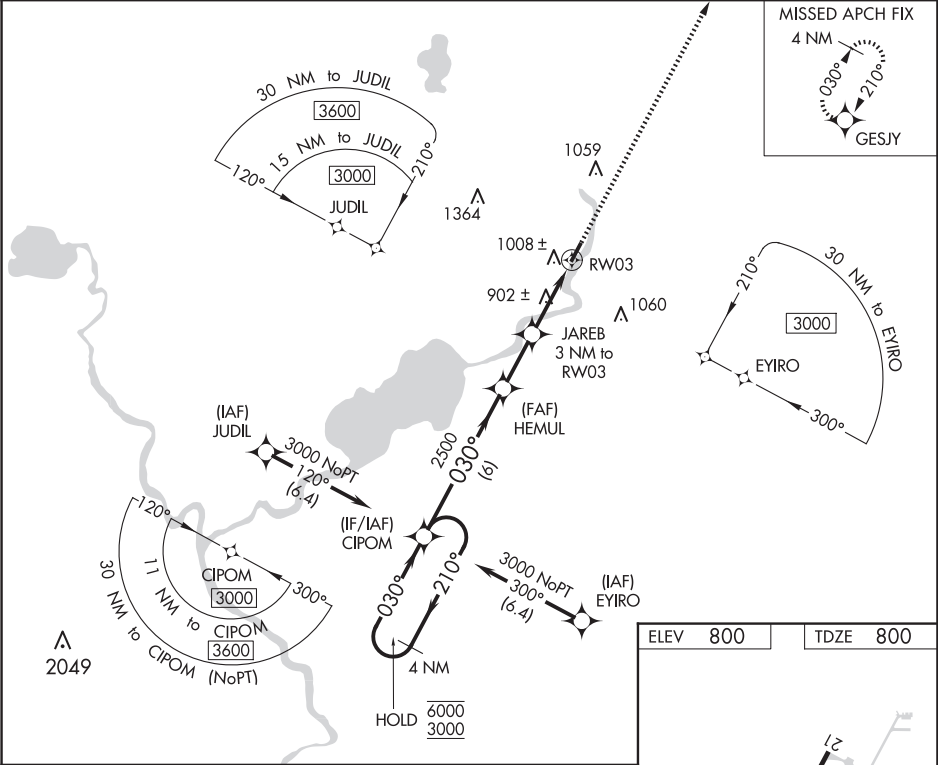 MISSED APCH FIX
4 NM
030°
210°
GESJY
30 NM to JUDIL
3600
15 NM to JUDIL
3000
120°
210°
JUDIL
1059
1364
1008 ±
RW03
902 ±
1060
JAREB
3 NM to
RW03
210°
30 NM to EYIRO
3000
EYIRO
300°
(FAF)
HEMUL
2500
030°
(6)
(IAF)
JUDIL
3000 NoPT
120°
(6.4)
(IF/IAF)
CIPOM
030°
210°
4 NM
HOLD
6000
3000
3000 NoPT
300°
(6.4)
(IAF)
EYIRO
120°
CIPOM
3000
300°
11 NM to CIPOM
3600
30 NM to CIPOM (NoPT)
2049
ELEV 800
TDZE 800
21